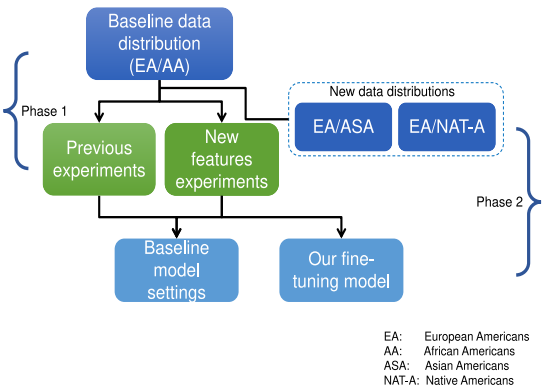 Baseline data
distribution
(EA/AA)
Phase 1
New data distributions
EA/ASA
EA/NAT-A
Previous
experiments
New
features
experiments
Phase 2
Baseline
model
settings
Our fine-
tuning model
EA: European Americans
AA: African Americans
ASA: Asian Americans
NAT-A: Native Americans